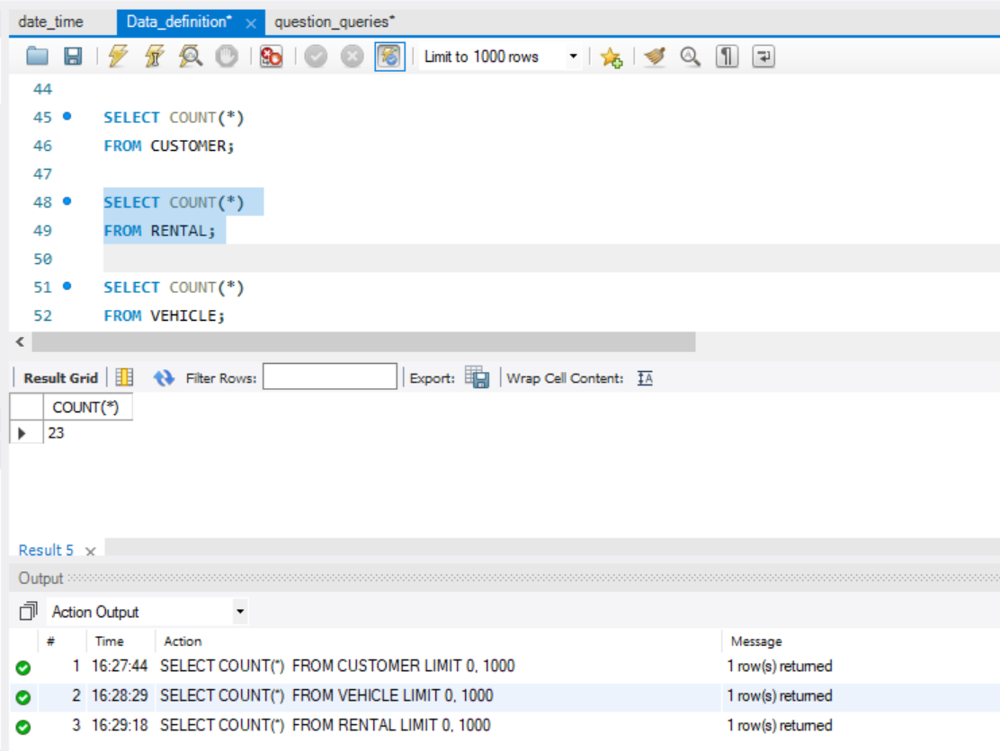 date_time Data_definition* × question_queries*
Limit to 1000 rows
44
45 SELECT COUNT(*)
46 FROM CUSTOMER;
47
48 SELECT COUNT(*)
49 FROM RENTAL;
50
51 SELECT COUNT(*)
52 FROM VEHICLE;
Result Grid Filter Rows: Export: Wrap Cell Content: IA
COUNT(*)
23
Result 5 ×
Output
Action Output
# Time Action Message
1 16:27:44 SELECT COUNT(*) FROM CUSTOMER LIMIT 0, 1000 1 row(s) returned
2 16:28:29 SELECT COUNT(*) FROM VEHICLE LIMIT 0, 1000 1 row(s) returned
3 16:29:18 SELECT COUNT(*) FROM RENTAL LIMIT 0, 1000 1 row(s) returned